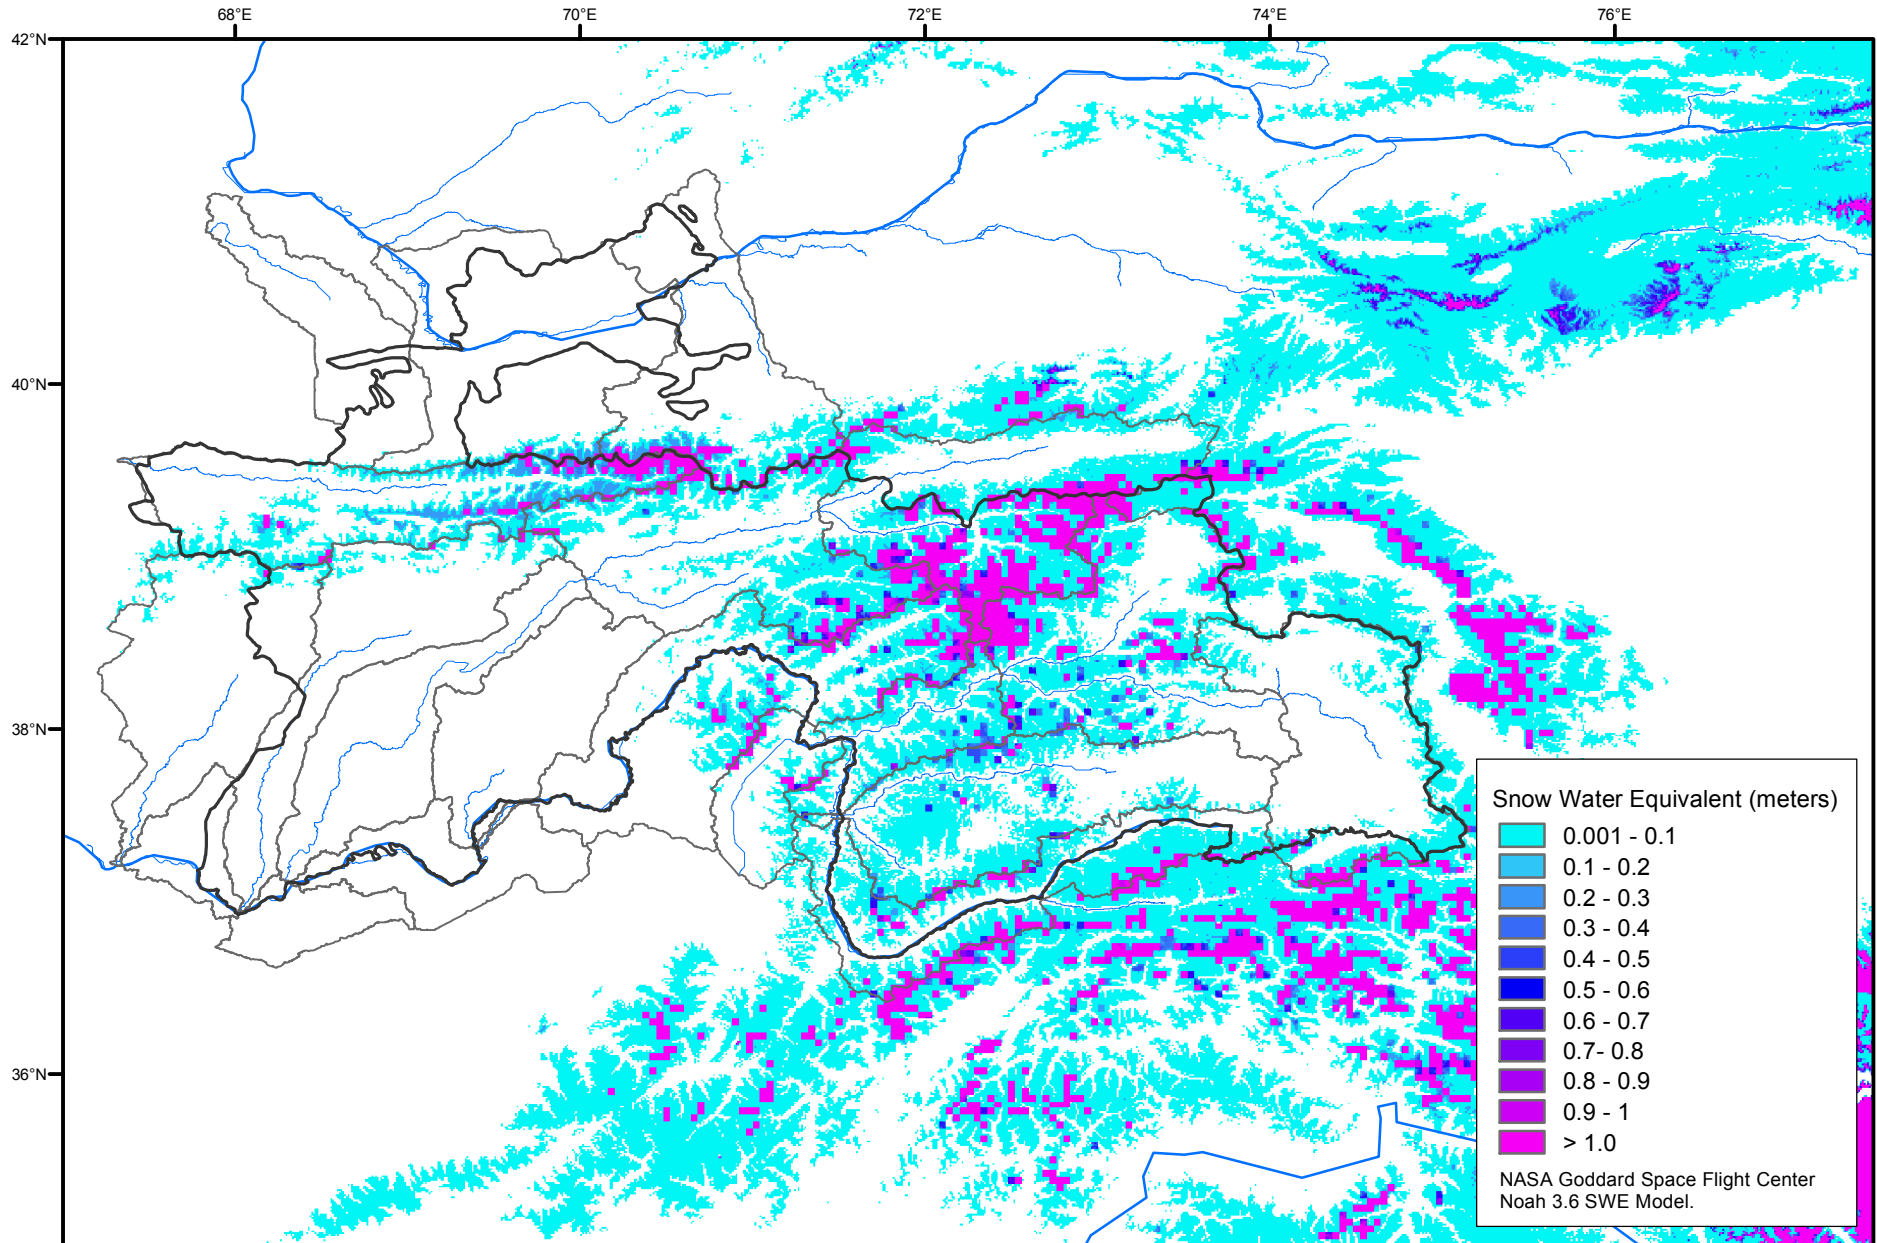 68°E
70°E
72°E
74°E
76°E
42°N
40°N
38°N
36°N
Snow Water Equivalent (meters)
0.001 - 0.1
0.1 - 0.2
0.2 - 0.3
0.3 - 0.4
0.4 - 0.5
0.5 - 0.6
0.6 - 0.7
0.7- 0.8
0.8 - 0.9
0.9 - 1
> 1.0
NASA Goddard Space Flight Center
Noah 3.6 SWE Model.